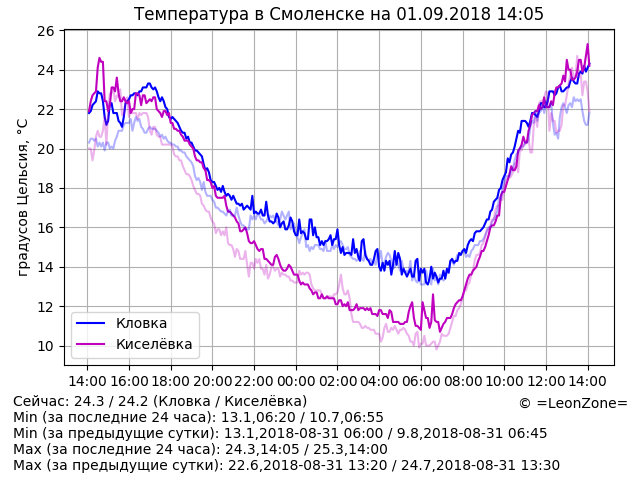 Температура в Смоленске на 01.09.2018 14:05
градусов Цельсия, °C
26
24
22
20
18
16
14
12
10
Кловка
Киселёвка
14:00 16:00 18:00 20:00 22:00 00:00 02:00 04:00 06:00 08:00 10:00 12:00 14:00
Сейчас: 24.3 / 24.2 (Кловка / Киселёвка)
© =LeonZone=
Min (за последние 24 часа): 13.1,06:20 / 10.7,06:55
Min (за предыдущие сутки): 13.1,2018-08-31 06:00 / 9.8,2018-08-31 06:45
Max (за последние 24 часа): 24.3,14:05 / 25.3,14:00
Max (за предыдущие сутки): 22.6,2018-08-31 13:20 / 24.7,2018-08-31 13:30